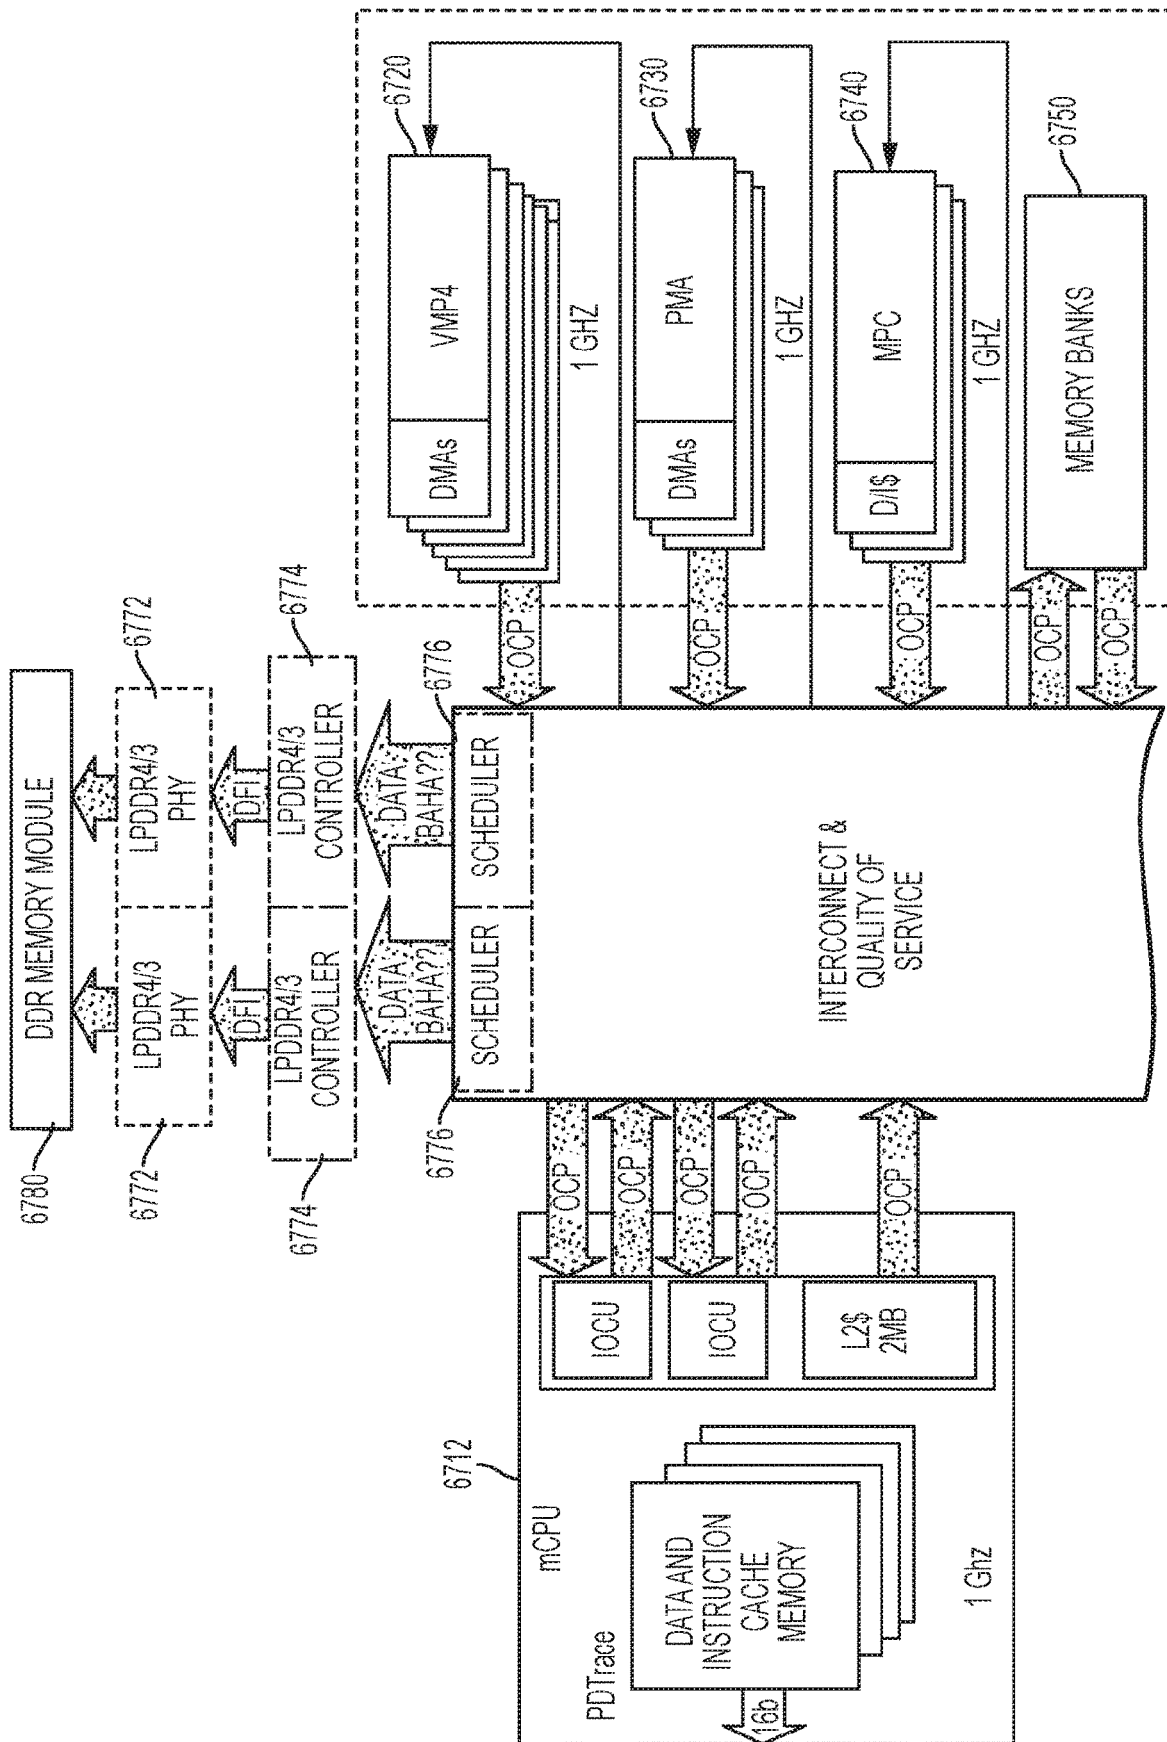 6780
DDR MEMORY MODULE
6772
LPDDR4/3
PHY
LPDDR4/3
PHY
6772
DFI
DFI
6774
LPDDR4/3
CONTROLLER
LPDDR4/3
CONTROLLER
6774
DATA
BAHA??
DATA
BAHA??
6776
SCHEDULER
SCHEDULER
6776
INTERCONNECT &
QUALITY OF
SERVICE
6712
mCPU
PDTrace
DATA AND
INSTRUCTION
CACHE
MEMORY
16b
1 Ghz
IOCU
IOCU
L2$
2MB
OCP
OCP
OCP
OCP
OCP
OCP
DMAs
VMP4
6720
1 GHZ
OCP
DMAs
PMA
6730
1 GHZ
OCP
D/I$
MPC
6740
1 GHZ
OCP
OCP
MEMORY BANKS
6750